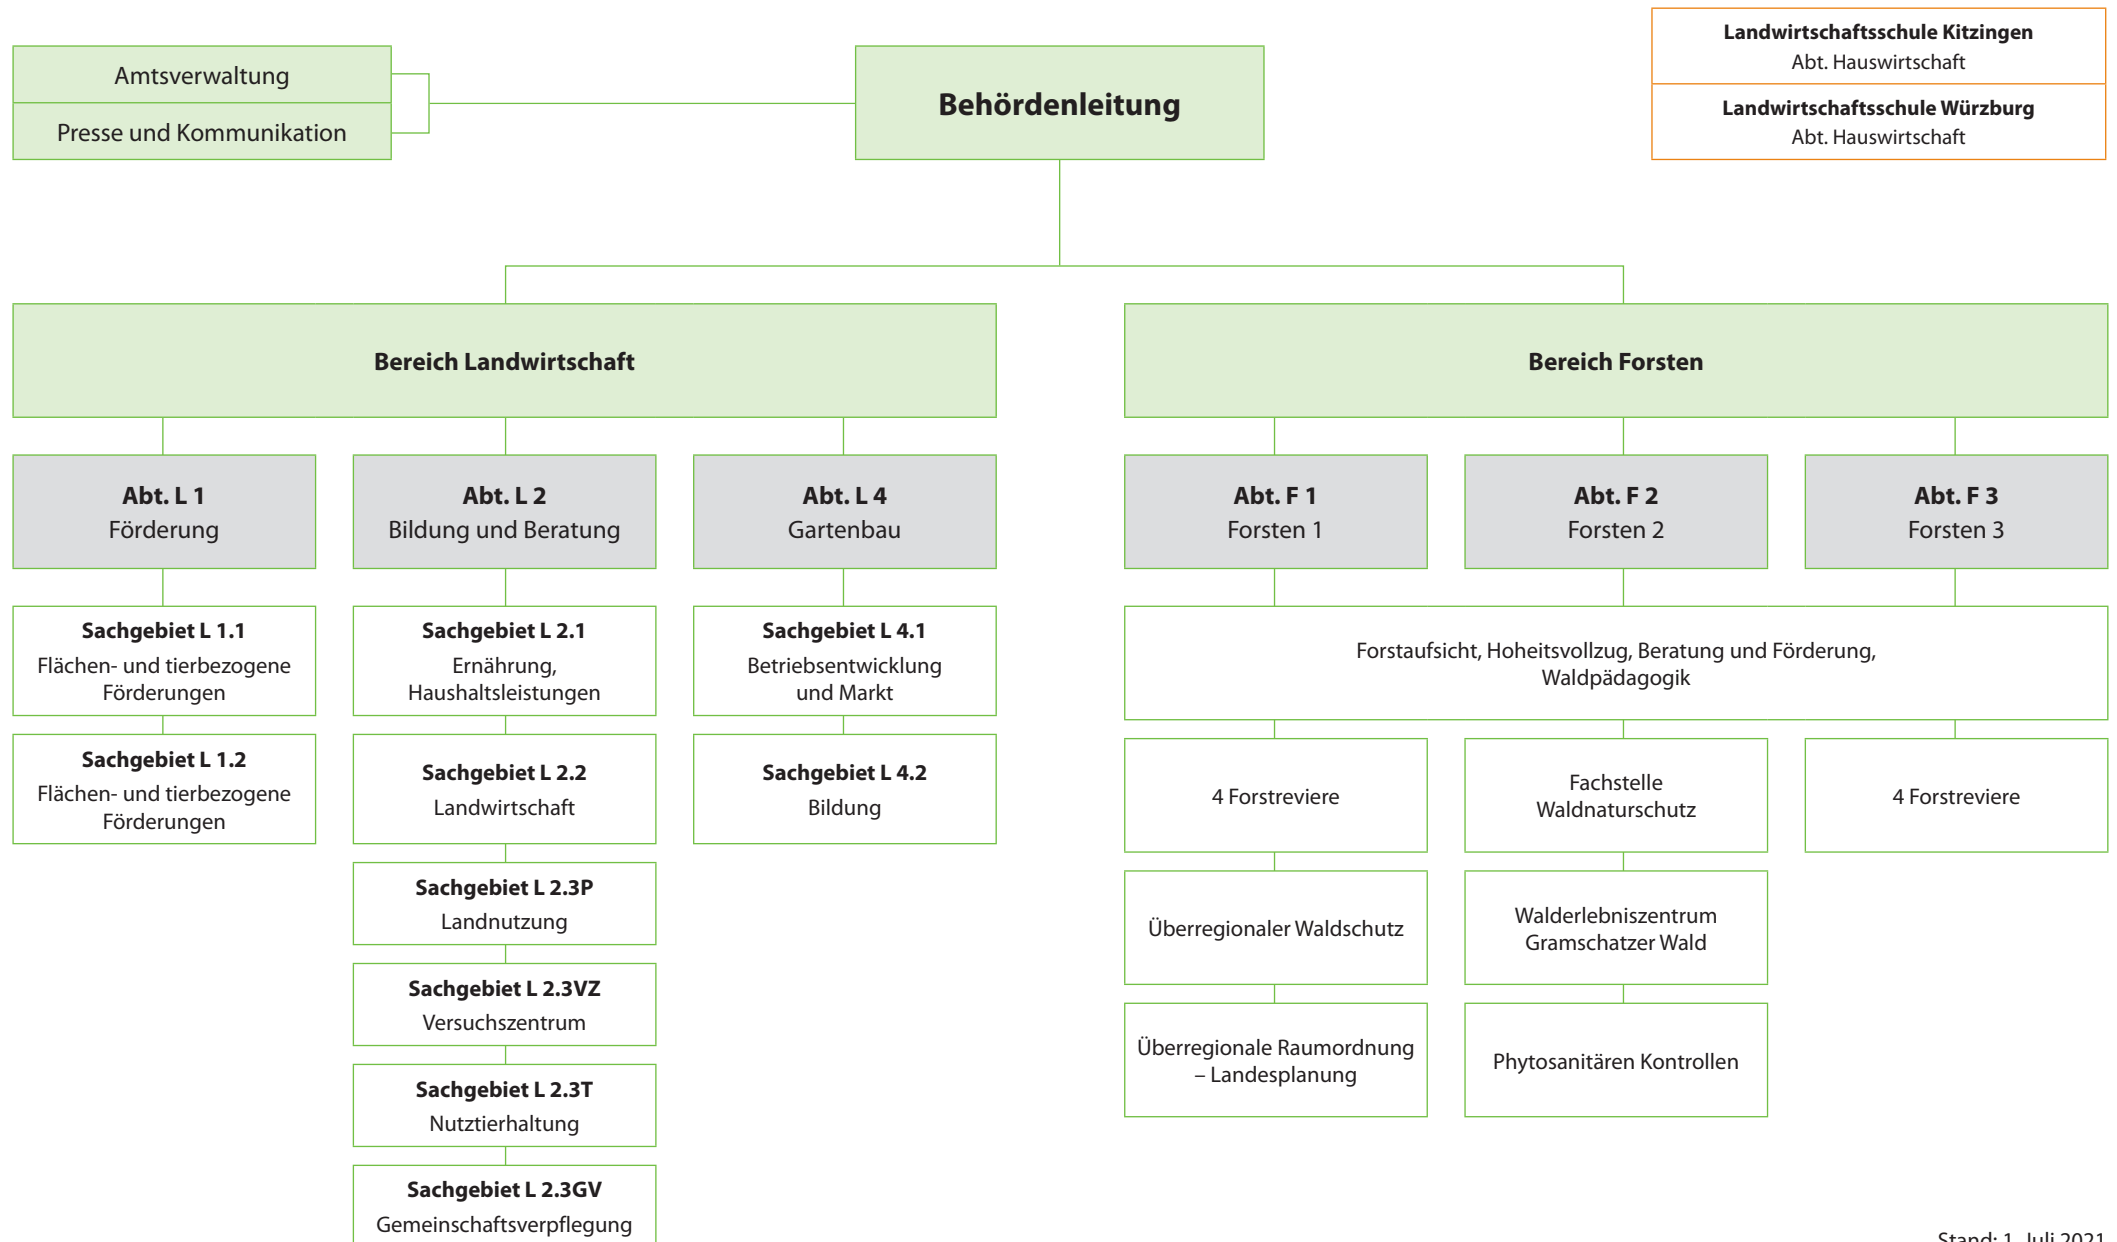 Amtsverwaltung
Presse und Kommunikation
Behördenleitung
Landwirtschaftsschule Kitzingen
Abt. Hauswirtschaft
Landwirtschaftsschule Würzburg
Abt. Hauswirtschaft
Bereich Landwirtschaft
Bereich Forsten
Abt. L 1
Förderung
Abt. L 2
Bildung und Beratung
Abt. L 4
Gartenbau
Abt. F 1
Forsten 1
Abt. F 2
Forsten 2
Abt. F 3
Forsten 3
Sachgebiet L 1.1
Flächen- und tierbezogene
Förderungen
Sachgebiet L 1.2
Flächen- und tierbezogene
Förderungen
Sachgebiet L 2.1
Ernährung,
Haushaltsleistungen
Sachgebiet L 2.2
Landwirtschaft
Sachgebiet L 2.3P
Landnutzung
Sachgebiet L 2.3VZ
Versuchszentrum
Sachgebiet L 2.3T
Nutztierhaltung
Sachgebiet L 2.3GV
Gemeinschaftsverpflegung
Sachgebiet L 4.1
Betriebsentwicklung
und Markt
Sachgebiet L 4.2
Bildung
Forstaufsicht, Hoheitsvollzug, Beratung und Förderung,
Waldpädagogik
4 Forstreviere
Überregionaler Waldschutz
Überregionale Raumordnung
– Landesplanung
Fachstelle
Waldnaturschutz
Walderlebniszentrum
Gramschatzer Wald
Phytosanitären Kontrollen
4 Forstreviere
Stand: 1. Juli 2021